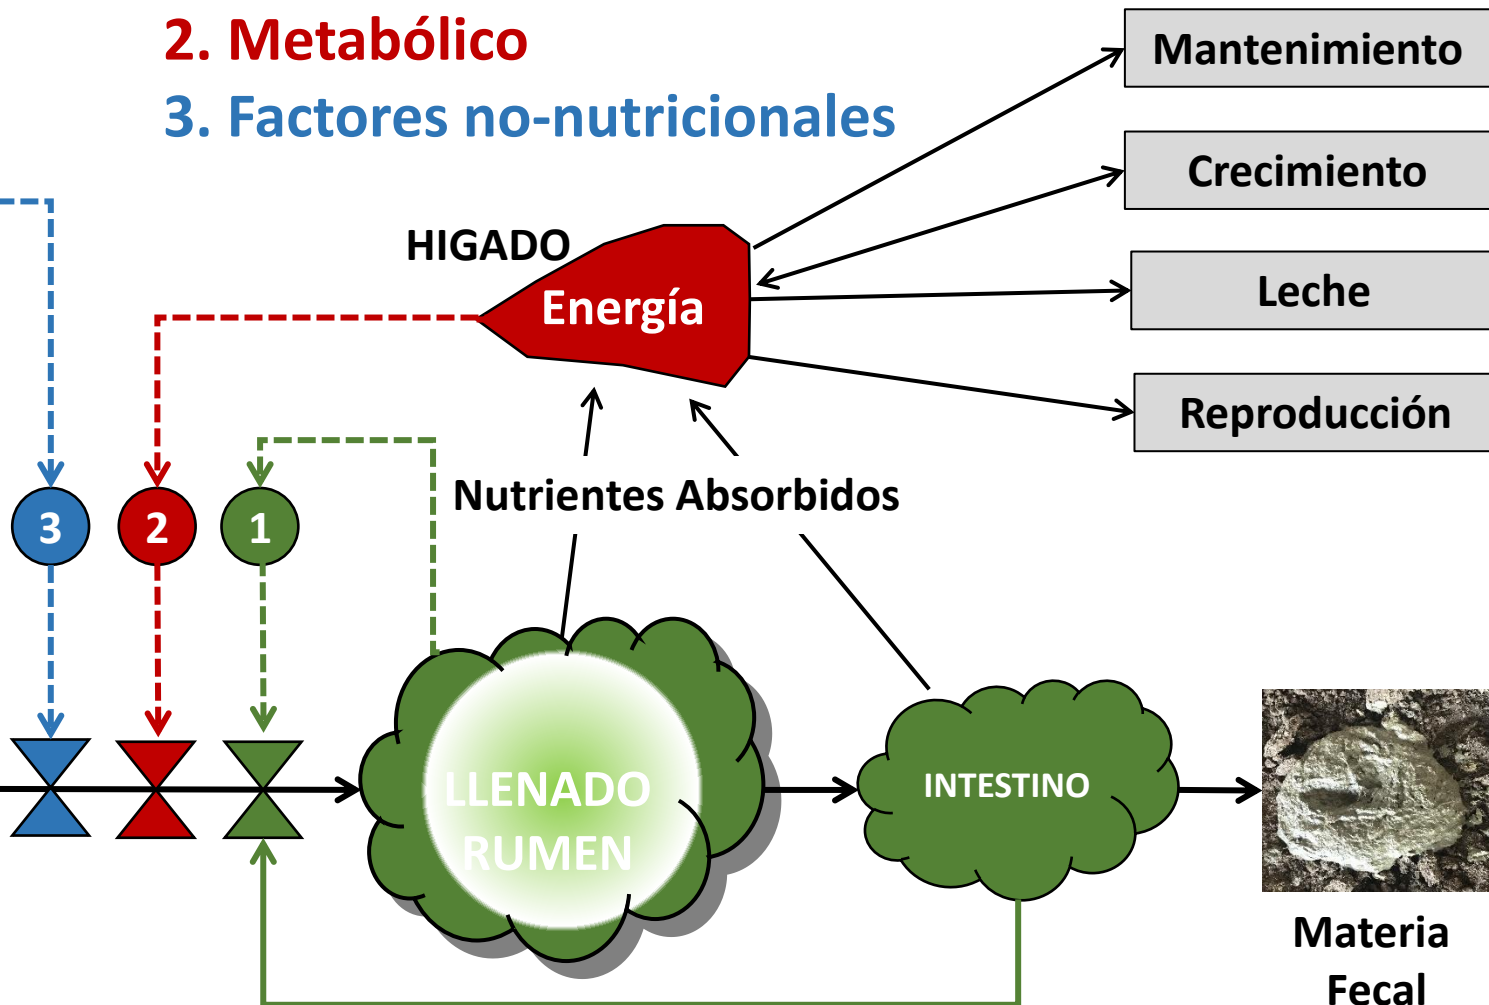 2. Metabólico
3. Factores no-nutricionales
Mantenimiento
Crecimiento
HIGADO
Energía
Leche
Reproducción
Nutrientes Absorbidos
3
2
1
LLENADO
RUMEN
INTESTINO
Materia
Fecal